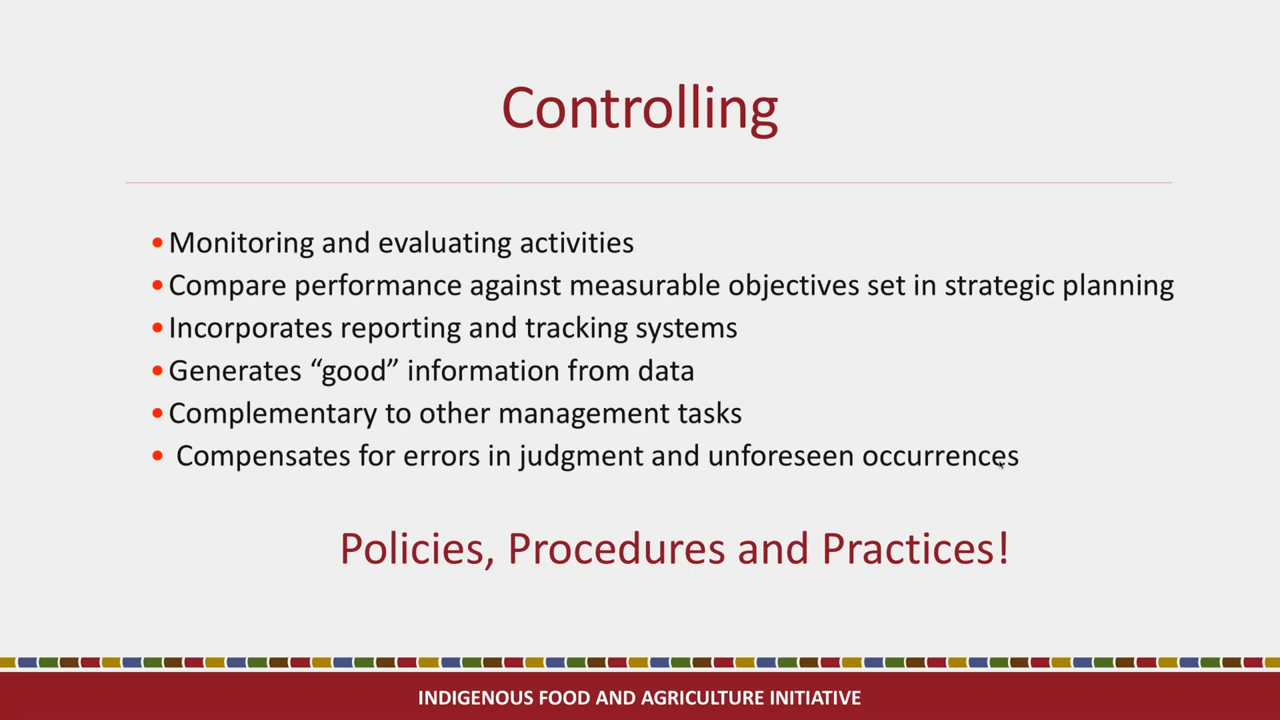 Controlling
•Monitoring and evaluating activities
•Compare performance against measurable objectives set in strategic planning
•Incorporates reporting and tracking systems
•Generates “good” information from data
•Complementary to other management tasks
• Compensates for errors in judgment and unforeseen occurrences
Policies, Procedures and Practices!
INDIGENOUS FOOD AND AGRICULTURE INITIATIVE